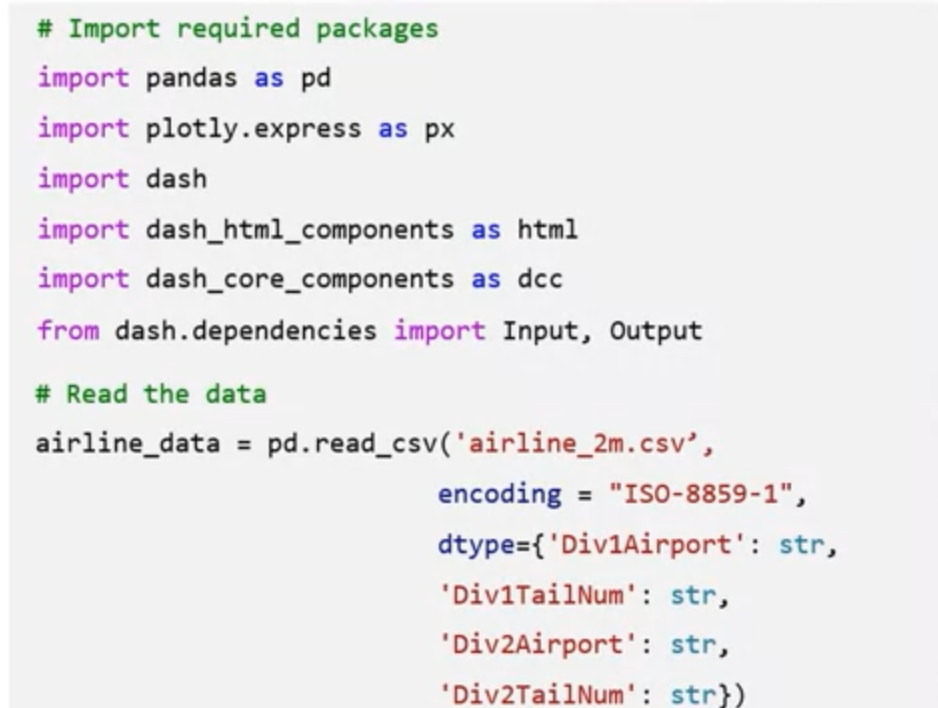 # Import required packages
import pandas as pd
import plotly.express as px
import dash
import dash_html_components as html
import dash_core_components as dcc
from dash.dependencies import Input, Output
# Read the data
airline_data = pd.read_csv('airline_2m.csv’,
encoding = "ISO-8859-1",
dtype={'Div1Airport': str,
'Div1TailNum': str,
'Div2Airport': str,
'Div2TailNum': str})